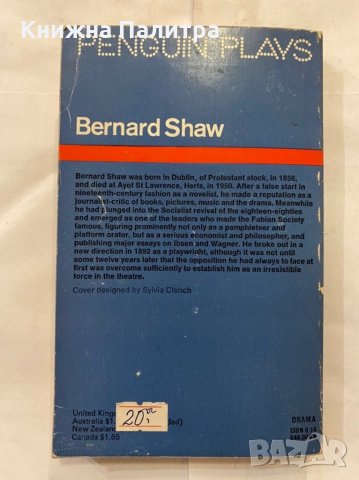 Книжна Палитра
PENGUIN PLAYS
Bernard Shaw
Bernard Shaw was born in Dublin, of Protestant stock, in 1856,
and died at Ayot St Lawrence, Herts, in 1950. After a false start in
nineteenth-century fashion as a novelist, he made a reputation as a
journalist-critic of books, pictures, music and the drama. Meanwhile
he had plunged into the Socialist revival of the eighteen-eighties
and emerged as one of the leaders who made the Fabian Society
famous, figuring prominently not only as a pamphleteer and
platform orator, but as a serious economist and philosopher, and
publishing major essays on Ibsen and Wagner. He broke out in a
new direction in 1892 as a playwright, although it was not until
some twelve years later that the opposition he had always to face at
first was overcome sufficiently to establish him as an irresistible
force in the theatre.
Cover designed by Sylvia Clench
United Kingd
Australia $1. ded)
New Zealan
Canada $1.65
20.
DRAMA
ISBN 0 14
BAZAR